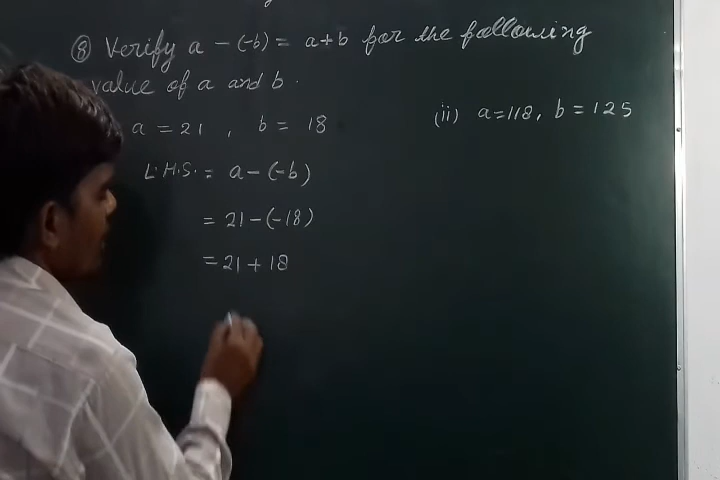 ⑧ Verify a - (-b) = a+b for the following
value of a and b.
a = 21 , b = 18
L.H.S. = a - (-b)
= 21 - (-18)
= 21 + 18
(ii) a=118, b = 125